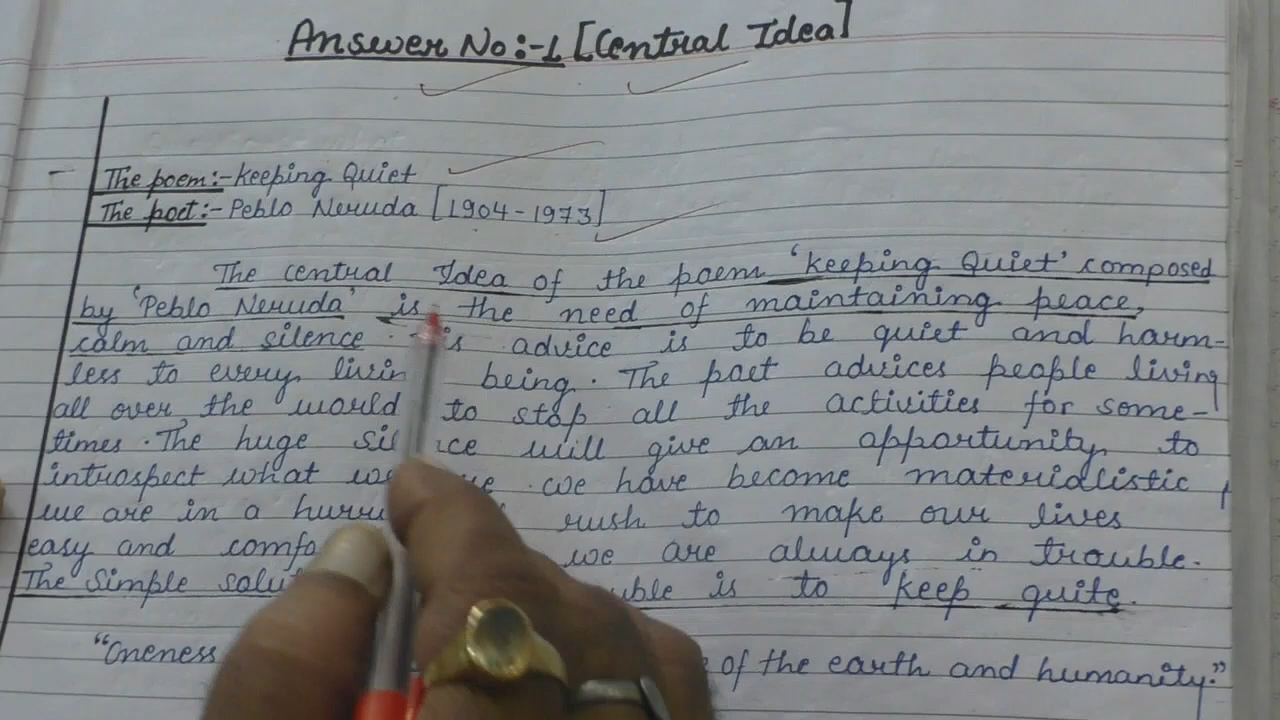 Answer No:-1 [Central Idea]
The poem:- Keeping Quiet
The poet:- Peblo Neruda [1904-1973]
The central Idea of the poem 'Keeping Quiet' composed
by 'Peblo Neruda' is the need of maintaining peace,
calm and silence. is advice is to be quiet and harm-
less to every livin being. The poet advices people living
all over the world to stop all the activities for some-
times. The huge will give an opportunity to
introspect what we. we have become materialistic,
we are in a rush to make our lives
easy and we are always in trouble.
The Simple is to keep quite.
"Oneness of the earth and humanity."